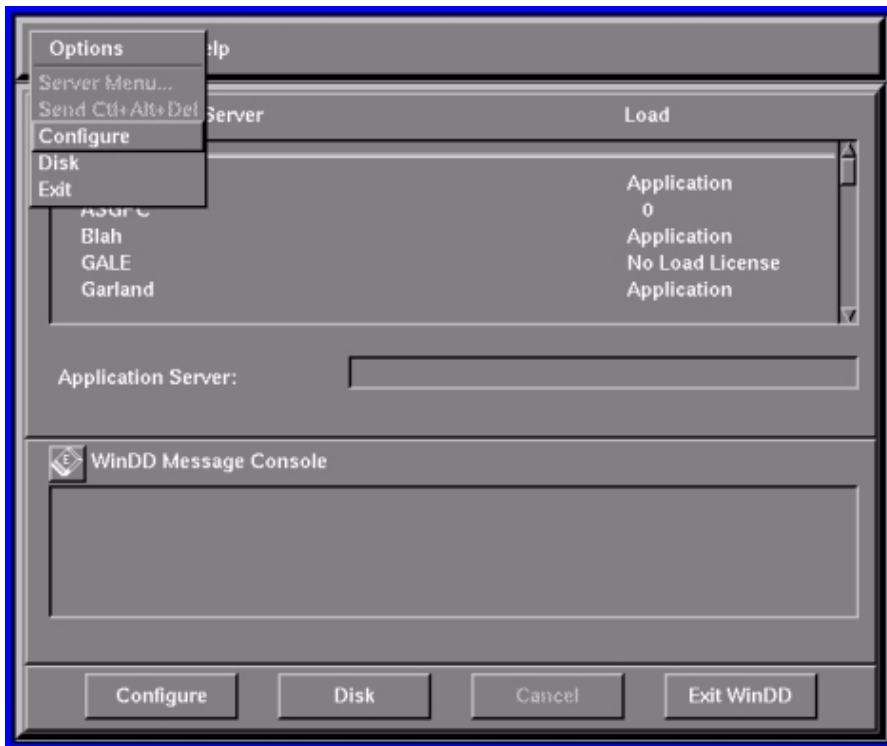 Options
Server Menu...
Send Ctl+Alt+Del
Configure
Disk
Exit
Server Load
Application
0
Blah Application
GALE No Load License
Garland Application
Application Server:
E WinDD Message Console
Configure Disk Cancel Exit WinDD